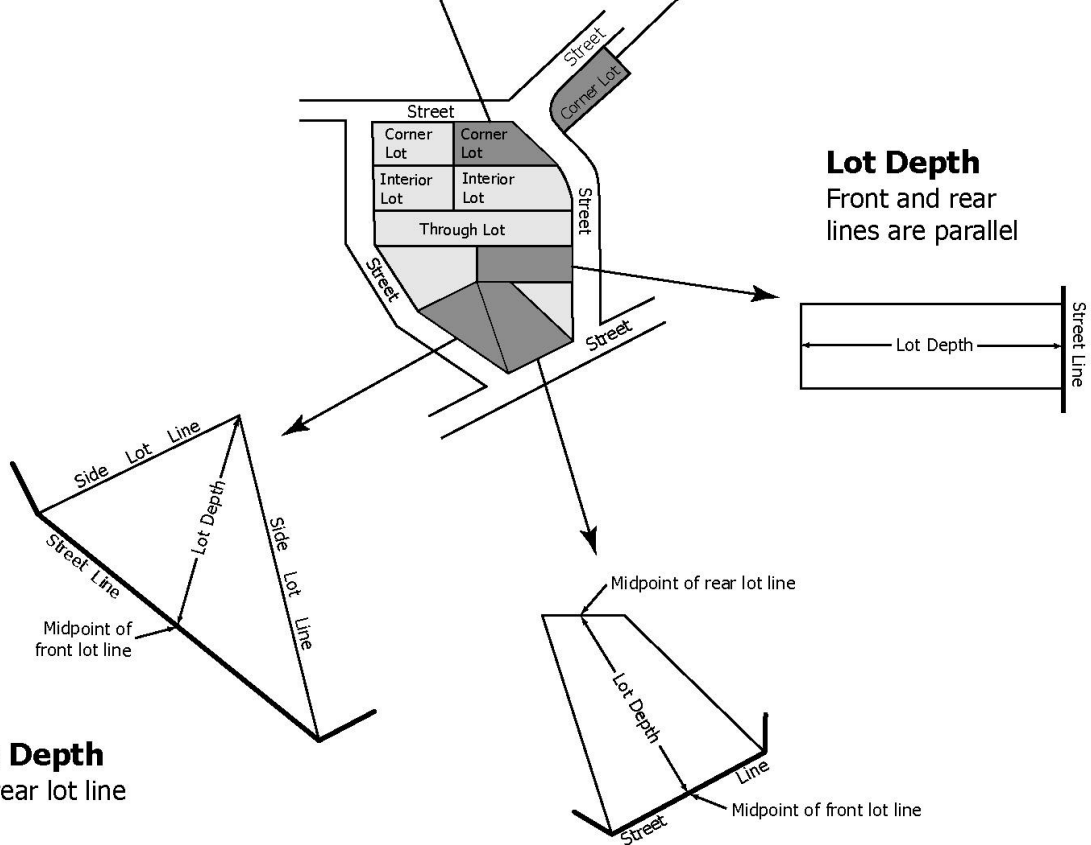 Street
Corner Lot
Street
Corner
Lot
Corner
Lot
Interior
Lot
Interior
Lot
Street
Through Lot
Street
Street
Lot Depth
Front and rear
lines are parallel
Lot Depth
Street Line
Side Lot Line
Lot Depth
Side Lot Line
Street Line
Midpoint of
front lot line
Depth
ear lot line
Midpoint of rear lot line
Lot Depth
Street Line
Midpoint of front lot line